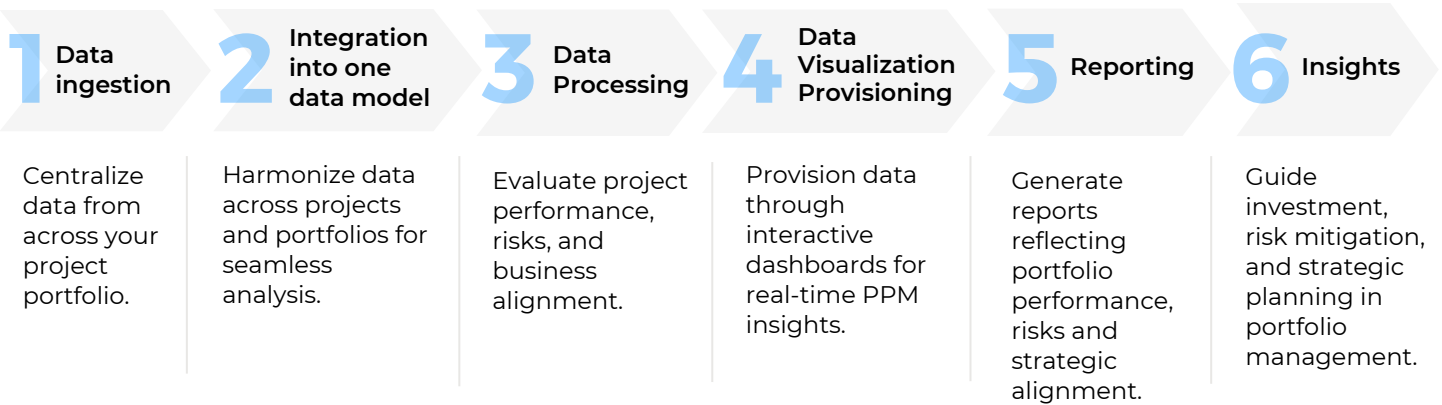 1
Data
ingestion
Centralize
data from
across your
project
portfolio.
2
Integration
into one
data model
Harmonize data
across projects
and portfolios for
seamless
analysis.
3
Data
Processing
Evaluate project
performance,
risks, and
business
alignment.
4
Data
Visualization
Provisioning
Provision data
through
interactive
dashboards for
real-time PPM
insights.
5
Reporting
Generate
reports
reflecting
portfolio
performance,
risks and
strategic
alignment.
6
Insights
Guide
investment,
risk mitigation,
and strategic
planning in
portfolio
management.